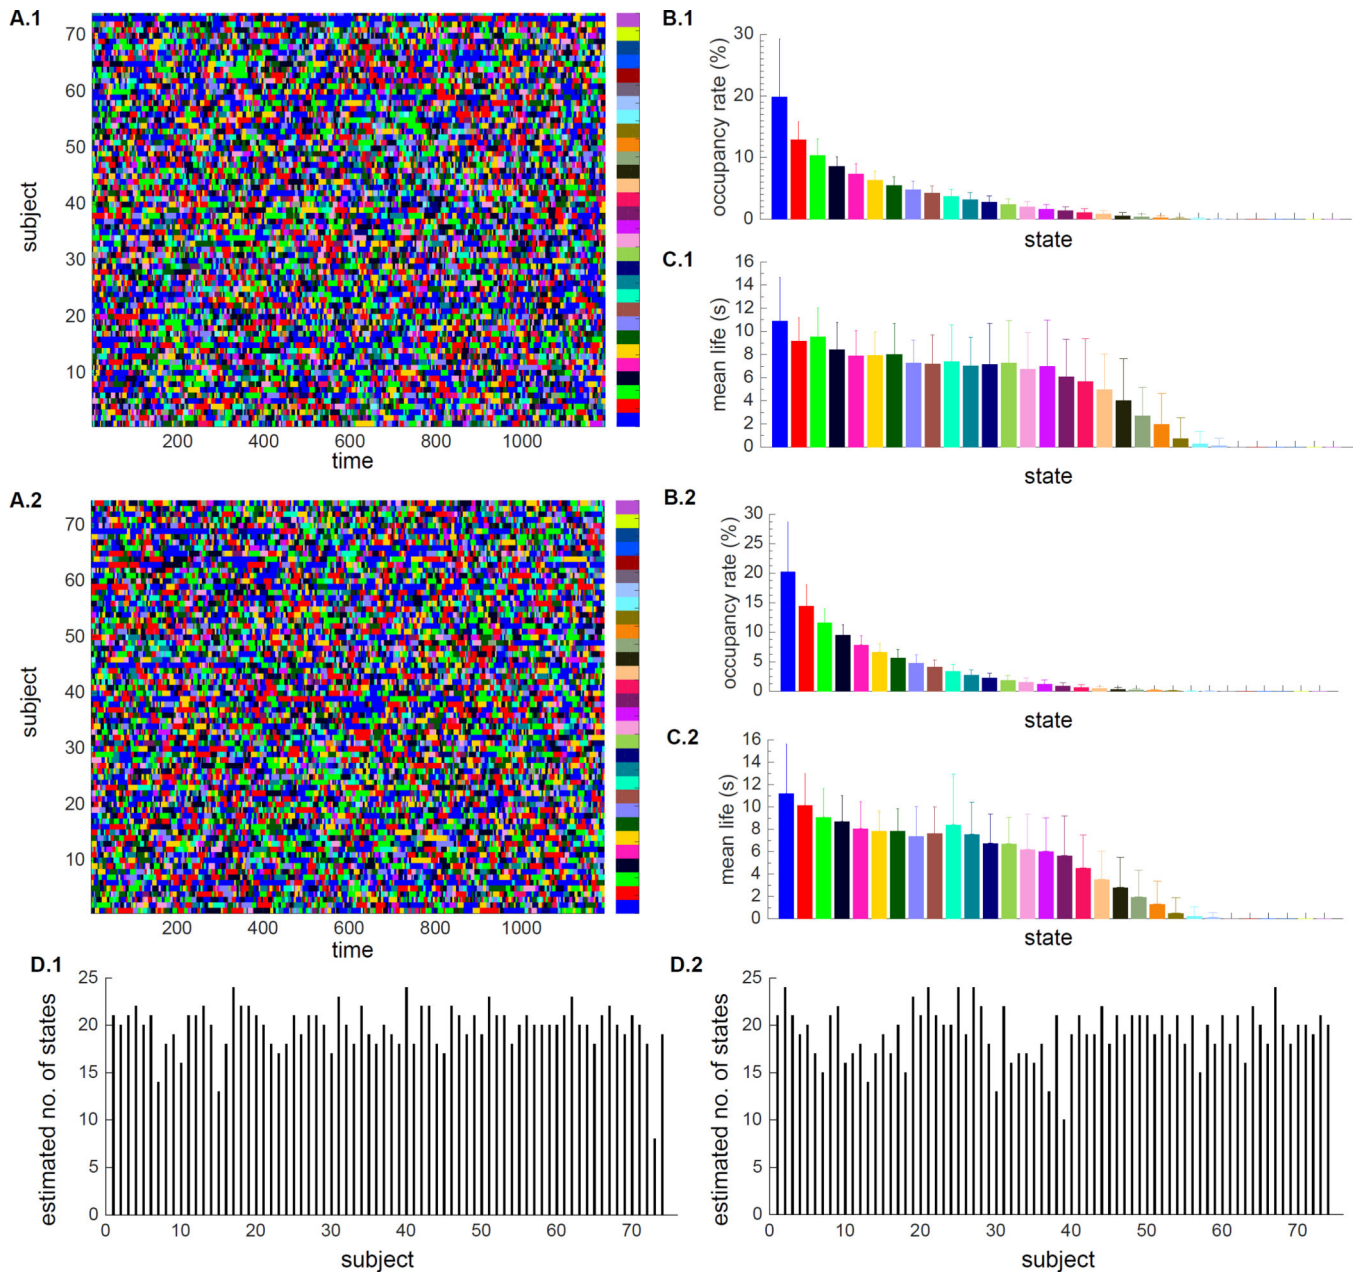 A.1
70
60
50
40
30
20
10
subject
200 400 600 800 1000
time
B.1
30
20
10
0
occupancy rate (%)
state
C.1
16
14
12
10
8
6
4
2
0
mean life (s)
state
A.2
70
60
50
40
30
20
10
subject
200 400 600 800 1000
time
B.2
30
25
20
15
10
5
0
occupancy rate (%)
state
C.2
16
14
12
10
8
6
4
2
0
mean life (s)
state
D.1
25
20
15
10
5
0
estimated no. of states
0 10 20 30 40 50 60 70
subject
D.2
25
20
15
10
5
0
estimated no. of states
0 10 20 30 40 50 60 70
subject